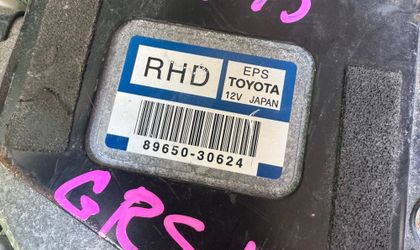 RHD
EPS
TOYOTA
12V JAPAN
89650-30624
GRS